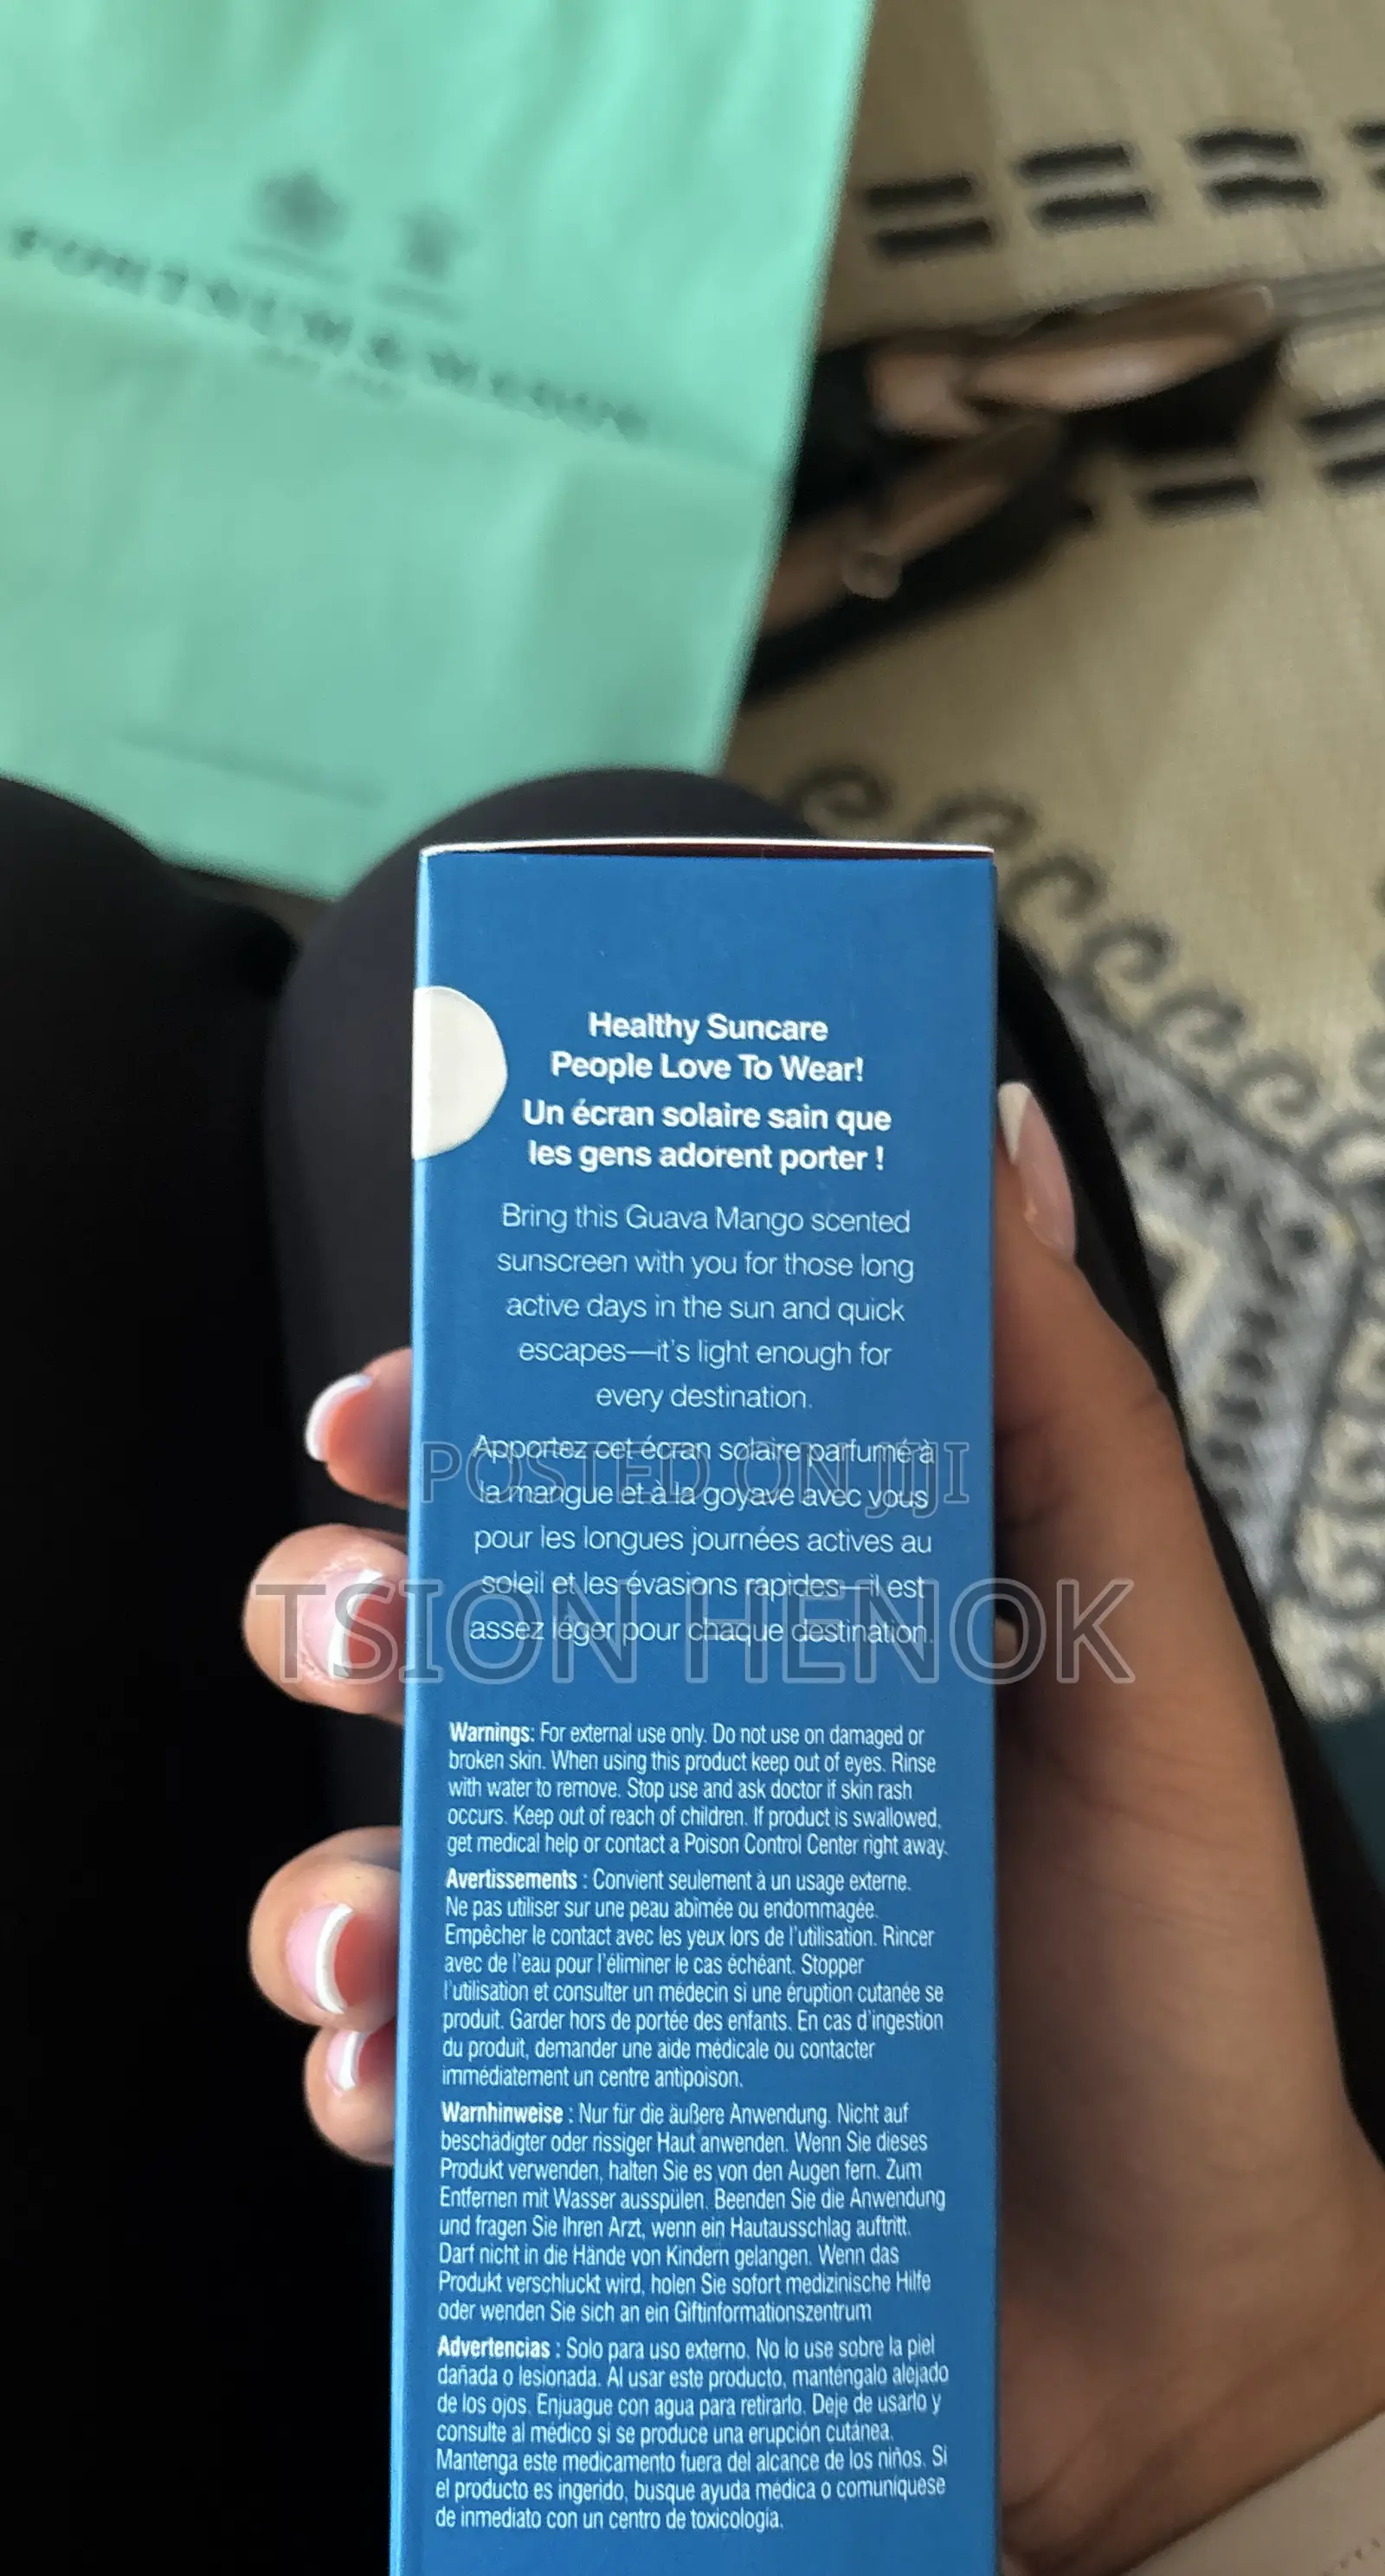 FORTNUM & MASON
Healthy Suncare
People Love To Wear!
Un écran solaire sain que
les gens adorent porter !
Bring this Guava Mango scented
sunscreen with you for those long
active days in the sun and quick
escapes—it's light enough for
every destination.
Apportez cet écran solaire parfumé à
la mangue et à la goyave avec vous
pour les longues journées actives au
soleil et les évasions rapides—il est
assez léger pour chaque destination.
POSTED ON JIJI
TSION HENOK
Warnings: For external use only. Do not use on damaged or
broken skin. When using this product keep out of eyes. Rinse
with water to remove. Stop use and ask doctor if skin rash
occurs. Keep out of reach of children. If product is swallowed,
get medical help or contact a Poison Control Center right away.
Avertissements : Convient seulement à un usage externe.
Ne pas utiliser sur une peau abîmée ou endommagée.
Empêcher le contact avec les yeux lors de l'utilisation. Rincer
avec de l'eau pour l'éliminer le cas échéant. Stopper
l'utilisation et consulter un médecin si une éruption cutanée se
produit. Garder hors de portée des enfants. En cas d'ingestion
du produit, demander une aide médicale ou contacter
immédiatement un centre antipoison.
Warnhinweise : Nur für die äußere Anwendung. Nicht auf
beschädigter oder rissiger Haut anwenden. Wenn Sie dieses
Produkt verwenden, halten Sie es von den Augen fern. Zum
Entfernen mit Wasser ausspülen. Beenden Sie die Anwendung
und fragen Sie Ihren Arzt, wenn ein Hautausschlag auftritt.
Darf nicht in die Hände von Kindern gelangen. Wenn das
Produkt verschluckt wird, holen Sie sofort medizinische Hilfe
oder wenden Sie sich an ein Giftinformationszentrum
Advertencias : Solo para uso externo. No lo use sobre la piel
dañada o lesionada. Al usar este producto, manténgalo alejado
de los ojos. Enjuague con agua para retirarlo. Deje de usarlo y
consulte al médico si se produce una erupción cutánea.
Mantenga este medicamento fuera del alcance de los niños. Si
el producto es ingerido, busque ayuda médica o comuníquese
de inmediato con un centro de toxicología.